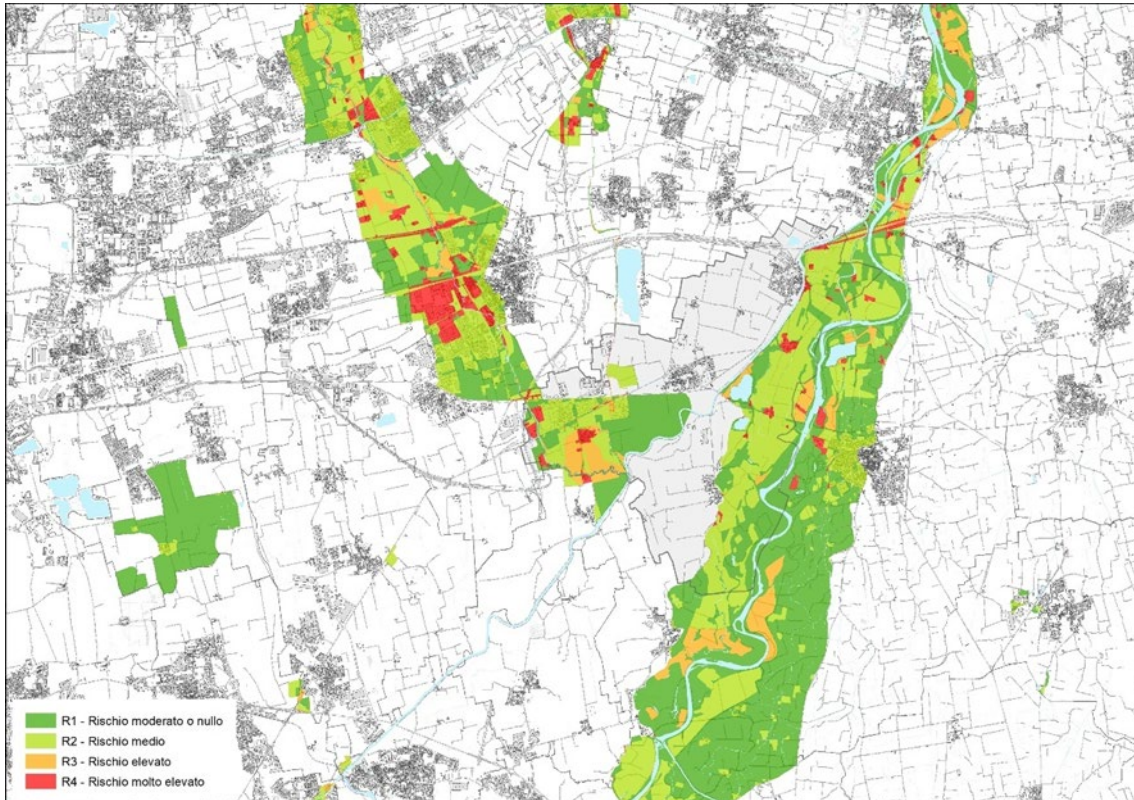 R1 - Rischio moderato o nullo
R2 - Rischio medio
R3 - Rischio elevato
R4 - Rischio molto elevato